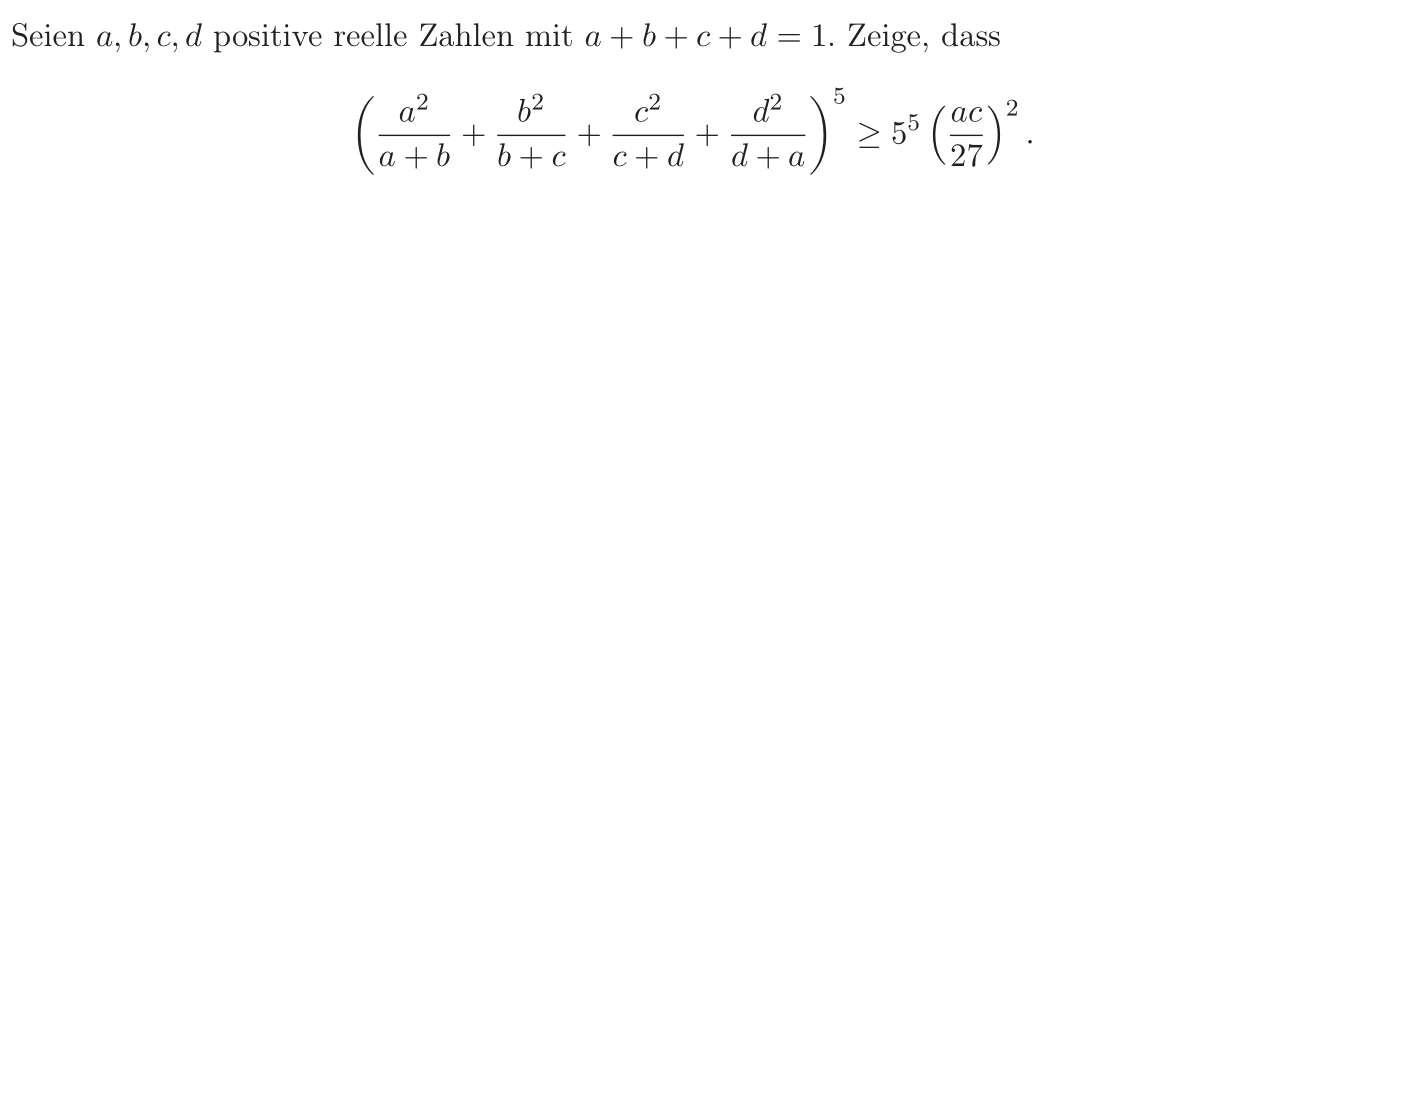 Seien $a, b, c, d$ positive reelle Zahlen mit $a + b + c + d = 1$. Zeige, dass
$$\left( \frac{a^2}{a+b} + \frac{b^2}{b+c} + \frac{c^2}{c+d} + \frac{d^2}{d+a} \right)^5 \geq 5^5 \left( \frac{ac}{27} \right)^2.$$